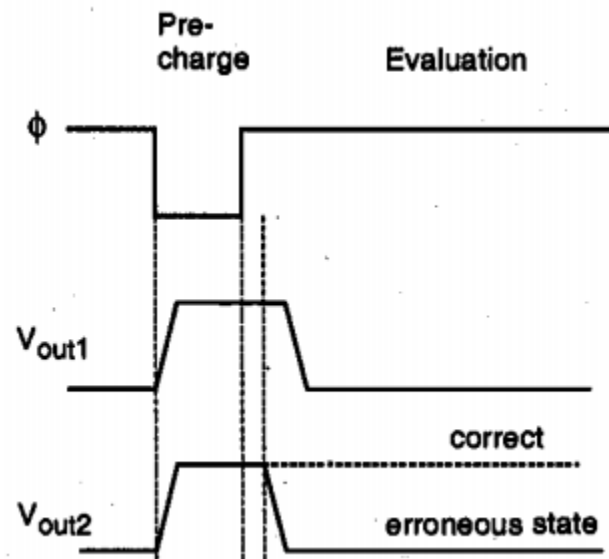 Pre-
charge
Evaluation
ϕ
Vout1
correct
Vout2
erroneous state